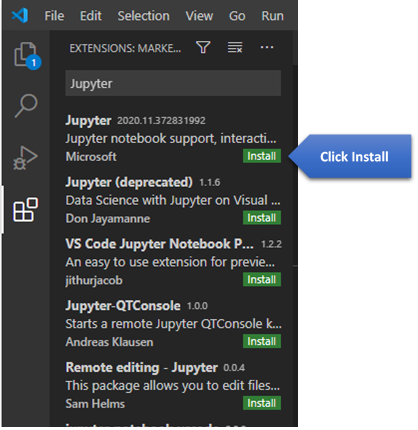 File Edit Selection View Go Run
EXTENSIONS: MARKE...
1
Jupyter
Jupyter 2020.11.372831992
Jupyter notebook support, interacti...
Microsoft Install
Click Install
Jupyter (deprecated) 1.1.6
Data Science with Jupyter on Visual ...
Don Jayamanne Install
VS Code Jupyter Notebook P... 1.2.2
An easy to use extension for previe...
jithurjacob Install
Jupyter-QTConsole 1.0.0
Starts a remote Jupyter QTConsole k...
Andreas Klausen Install
Remote editing - Jupyter 0.0.4
This package allows you to edit files...
Sam Helms Install